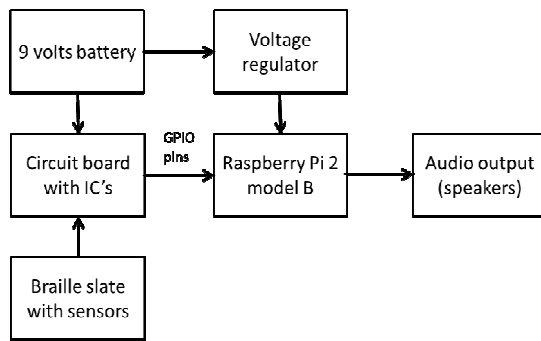 9 volts battery
Voltage
regulator
GPIO
pins
Circuit board
with IC's
Raspberry Pi 2
model B
Audio output
(speakers)
Braille slate
with sensors